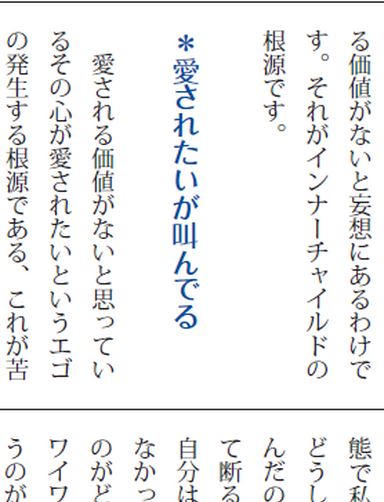 る価値がないと妄想にあるわけで
す。それがインナーチャイルドの
根源です。
＊愛されたいが叫んでる
愛される価値がないと思ってい
るその心が愛されたいというエゴ
の発生する根源である、これが苦
態で私
どうし
んだの
て断る
自分は
なかっ
のがど
ワイワ
うのが